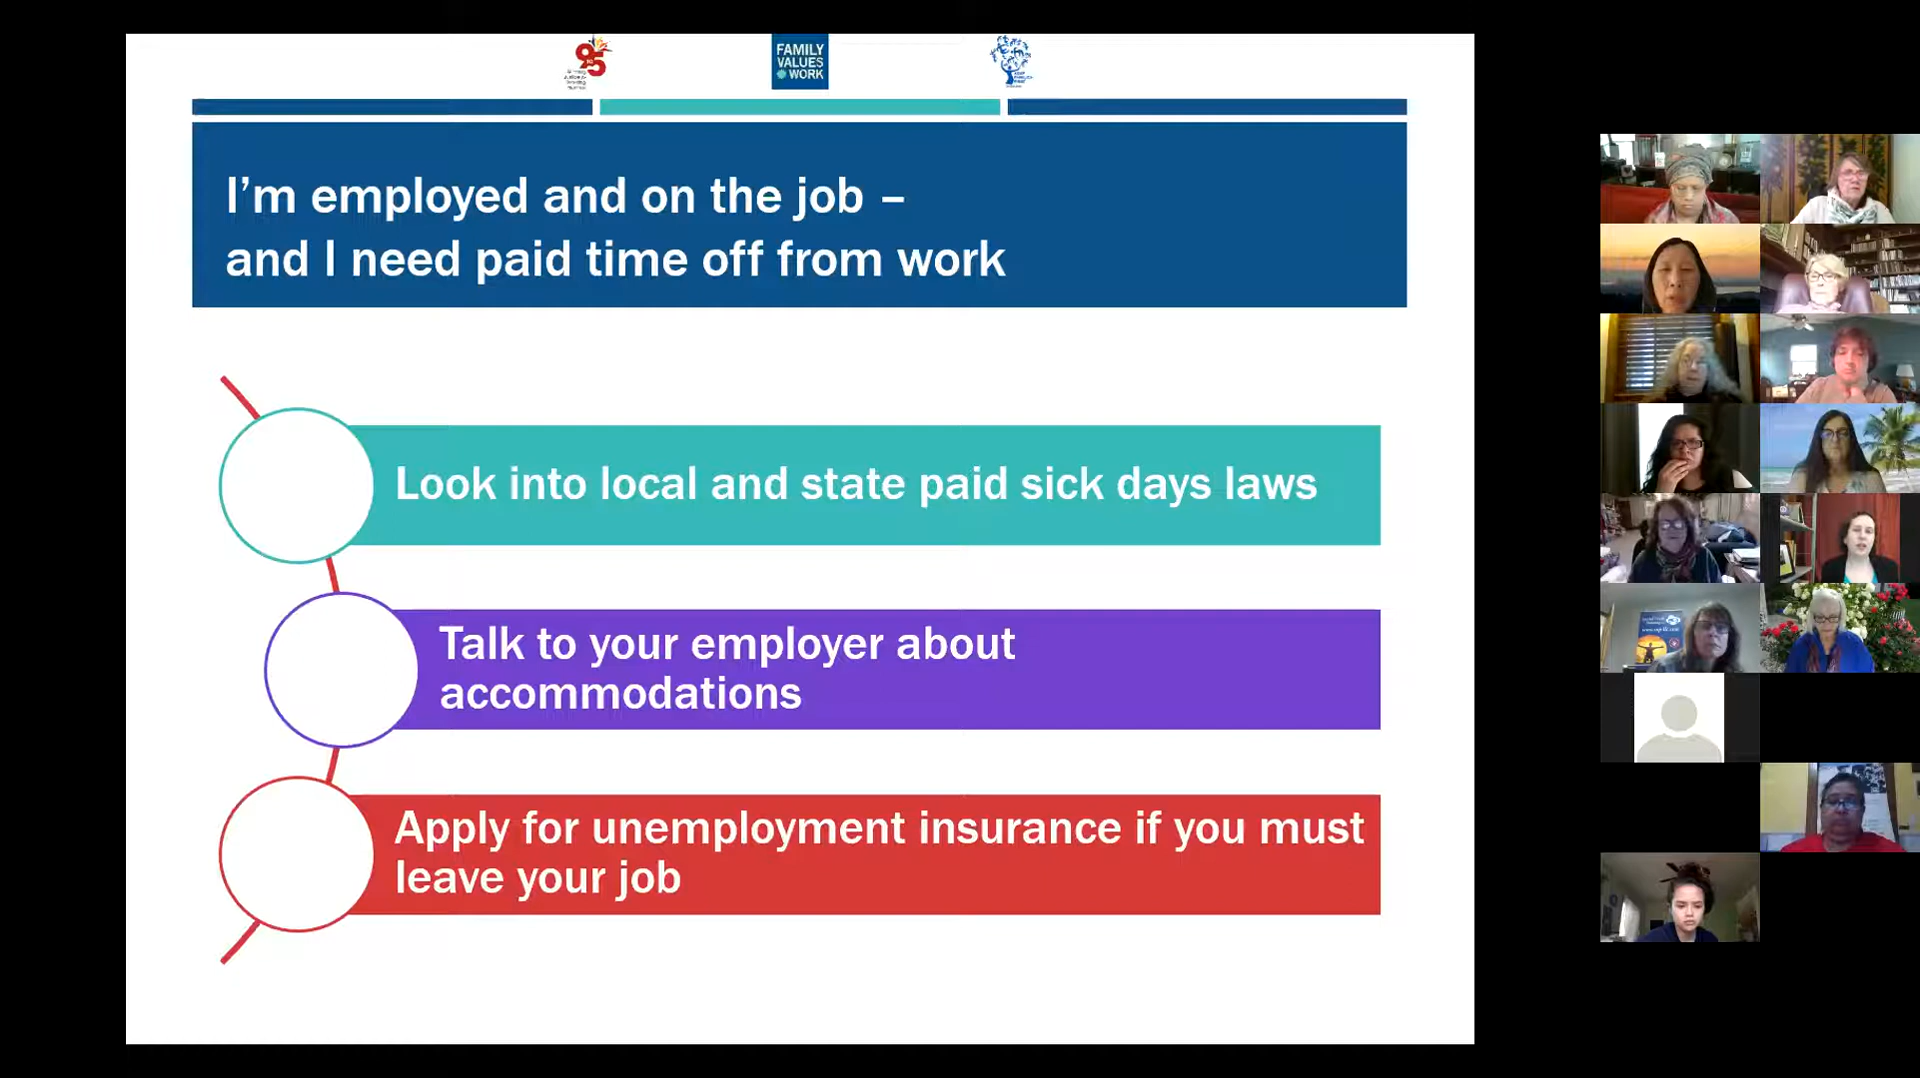 9to5
FAMILY
VALUES
WORK
I'm employed and on the job –
and I need paid time off from work
Look into local and state paid sick days laws
Talk to your employer about
accommodations
Apply for unemployment insurance if you must
leave your job